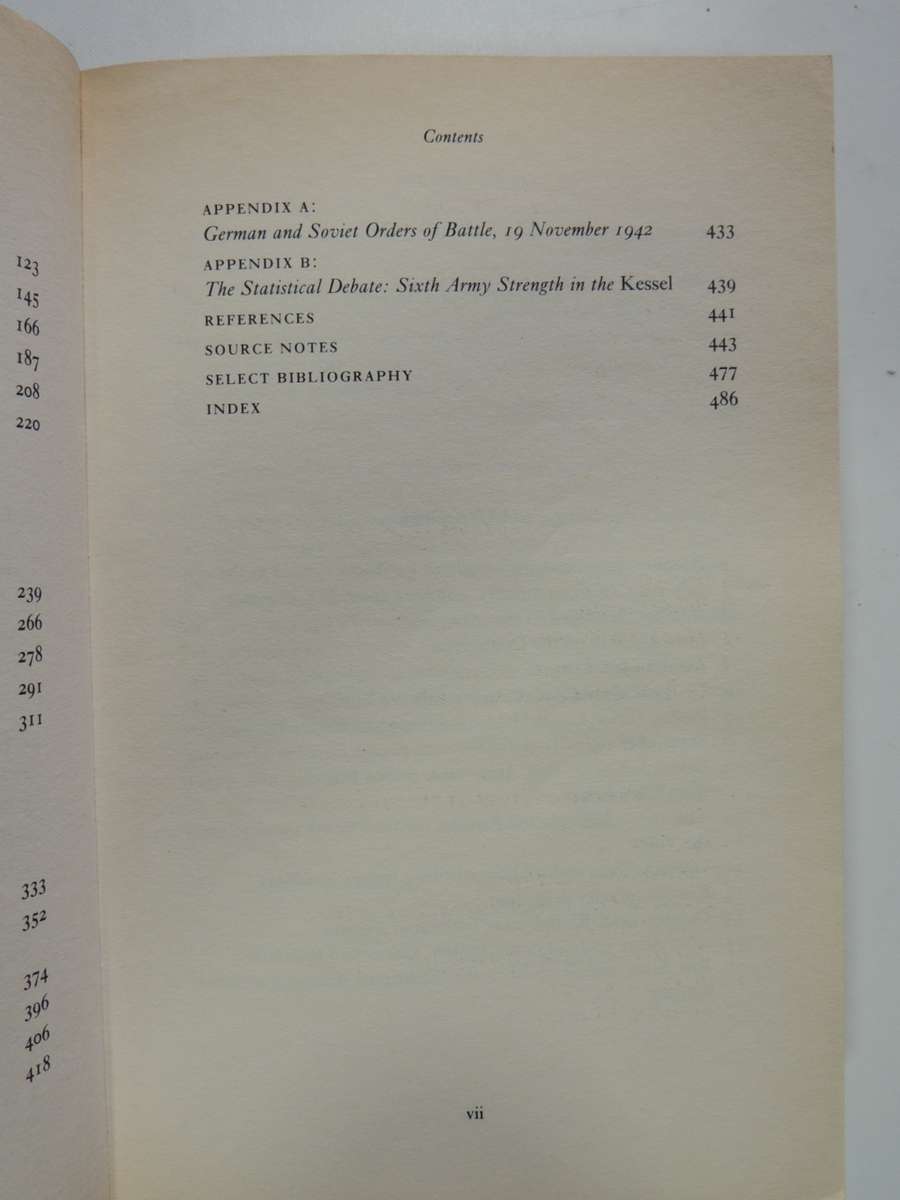 123
145
166
187
208
220
239
266
278
291
311
333
352
374
396
406
418
Contents
APPENDIX A:
German and Soviet Orders of Battle, 19 November 1942 433
APPENDIX B:
The Statistical Debate: Sixth Army Strength in the Kessel 439
REFERENCES 441
SOURCE NOTES 443
SELECT BIBLIOGRAPHY 477
INDEX 486
vii